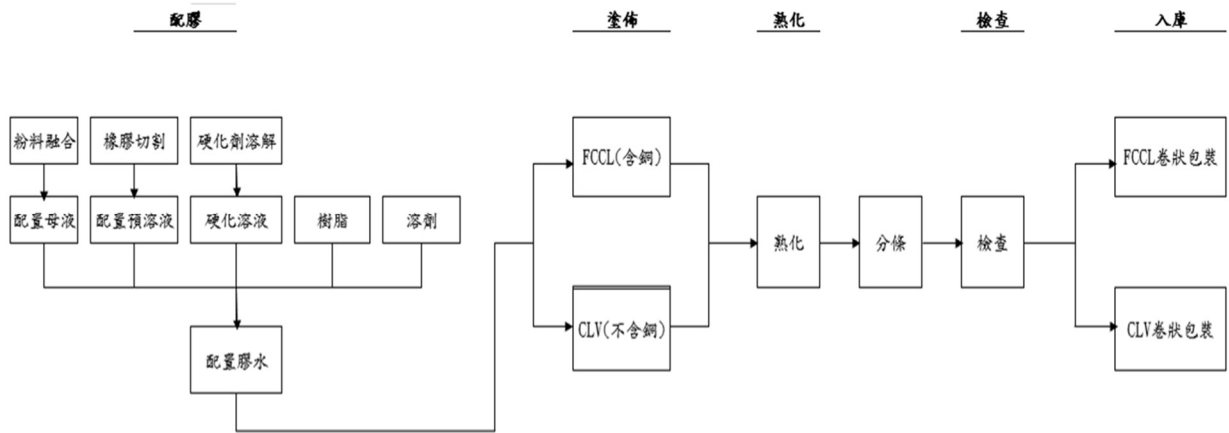 配膠
塗佈
熟化
檢查
入庫
粉料融合
橡膠切割
硬化劑溶解
配置母液
配置預溶液
硬化溶液
樹脂
溶劑
配置膠水
FCCL(含銅)
CLV(不含銅)
熟化
分條
檢查
FCCL卷狀包裝
CLV卷狀包裝